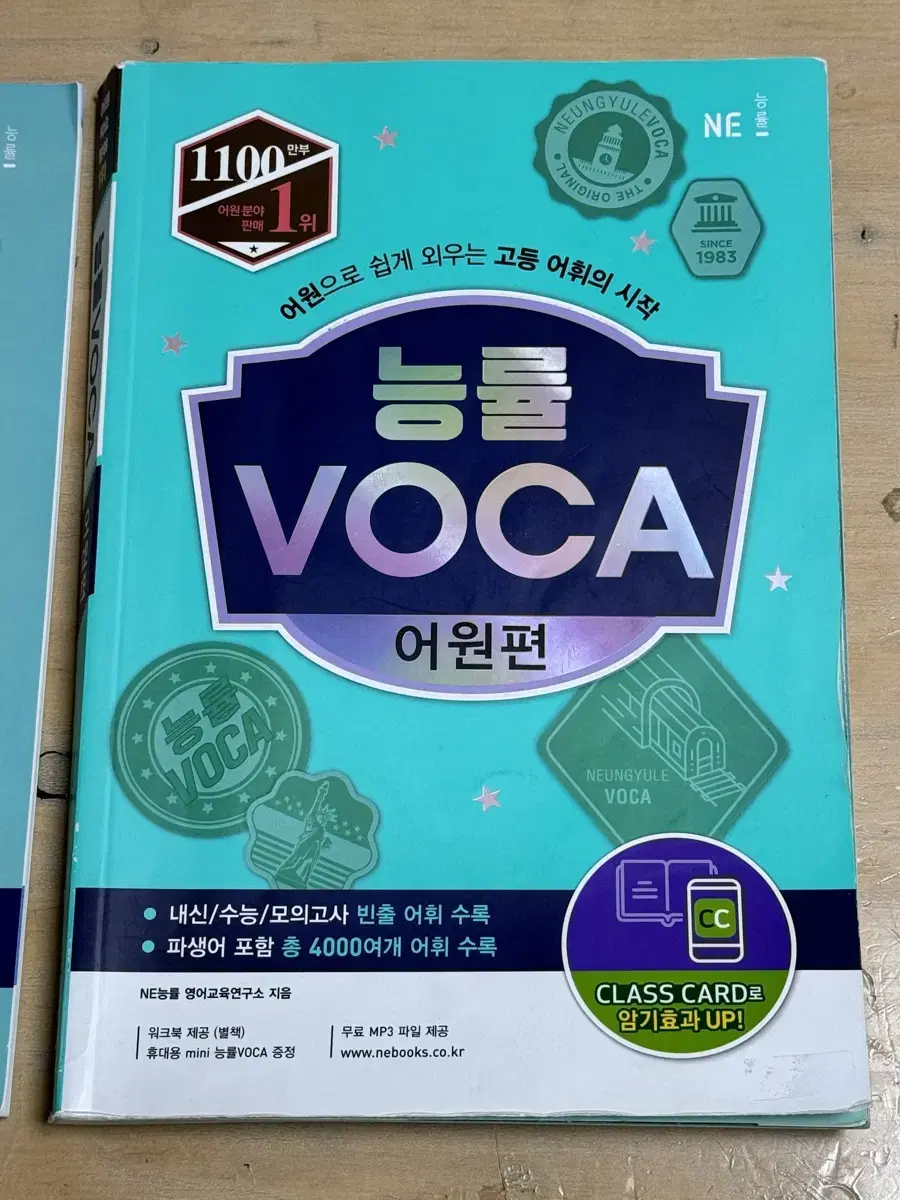 NE 능률
1100 만부
어원 분야
판매 1위
NEUNGYULE VOCA
THE ORIGINAL
SINCE
1983
어원으로 쉽게 외우는 고등 어휘의 시작
능률
VOCA
어원편
능률
VOCA
NEUNGYULE
VOCA
내신/수능/모의고사 빈출 어휘 수록
파생어 포함 총 4000여개 어휘 수록
CC
CLASS CARD로
암기효과 UP!
NE능률 영어교육연구소 지음
워크북 제공 (별책)
휴대용 mini 능률VOCA 증정
무료 MP3 파일 제공
www.nebooks.co.kr
능률
VOCA